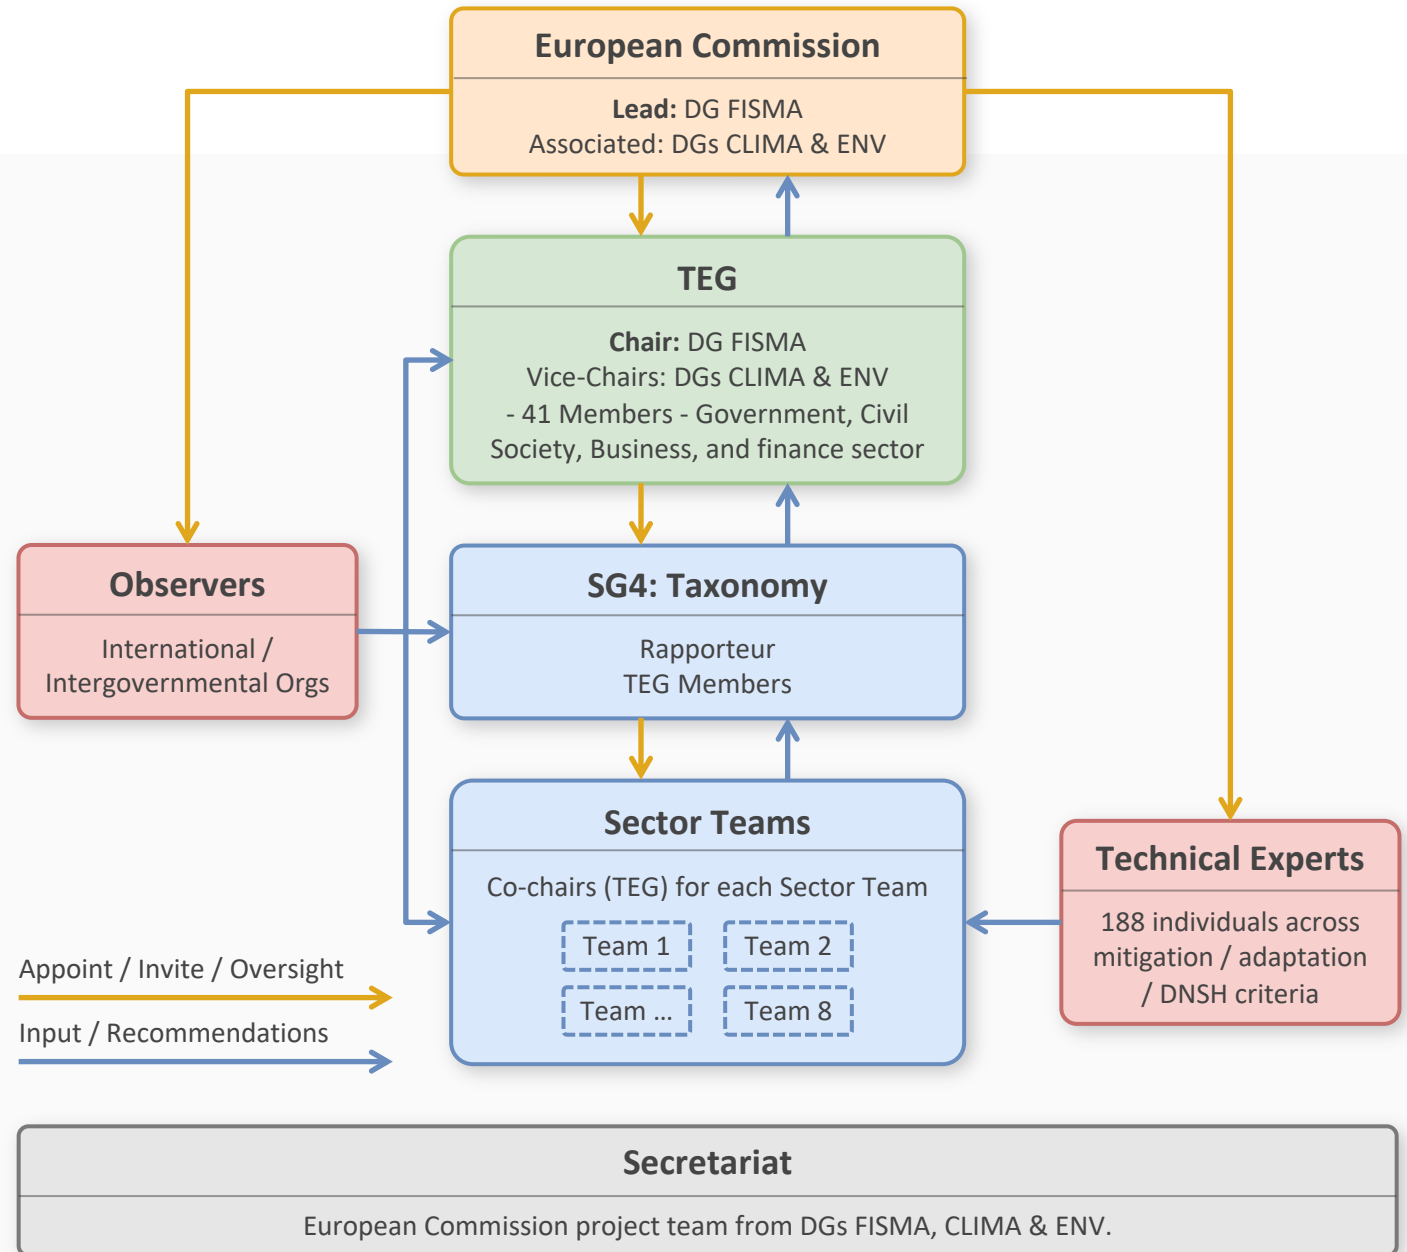 European Commission
Lead: DG FISMA
Associated: DGs CLIMA & ENV
TEG
Chair: DG FISMA
Vice-Chairs: DGs CLIMA & ENV
- 41 Members - Government, Civil
Society, Business, and finance sector
Observers
International /
Intergovernmental Orgs
SG4: Taxonomy
Rapporteur
TEG Members
Sector Teams
Co-chairs (TEG) for each Sector Team
Team 1
Team 2
Team ...
Team 8
Technical Experts
188 individuals across
mitigation / adaptation
/ DNSH criteria
Appoint / Invite / Oversight
Input / Recommendations
Secretariat
European Commission project team from DGs FISMA, CLIMA & ENV.